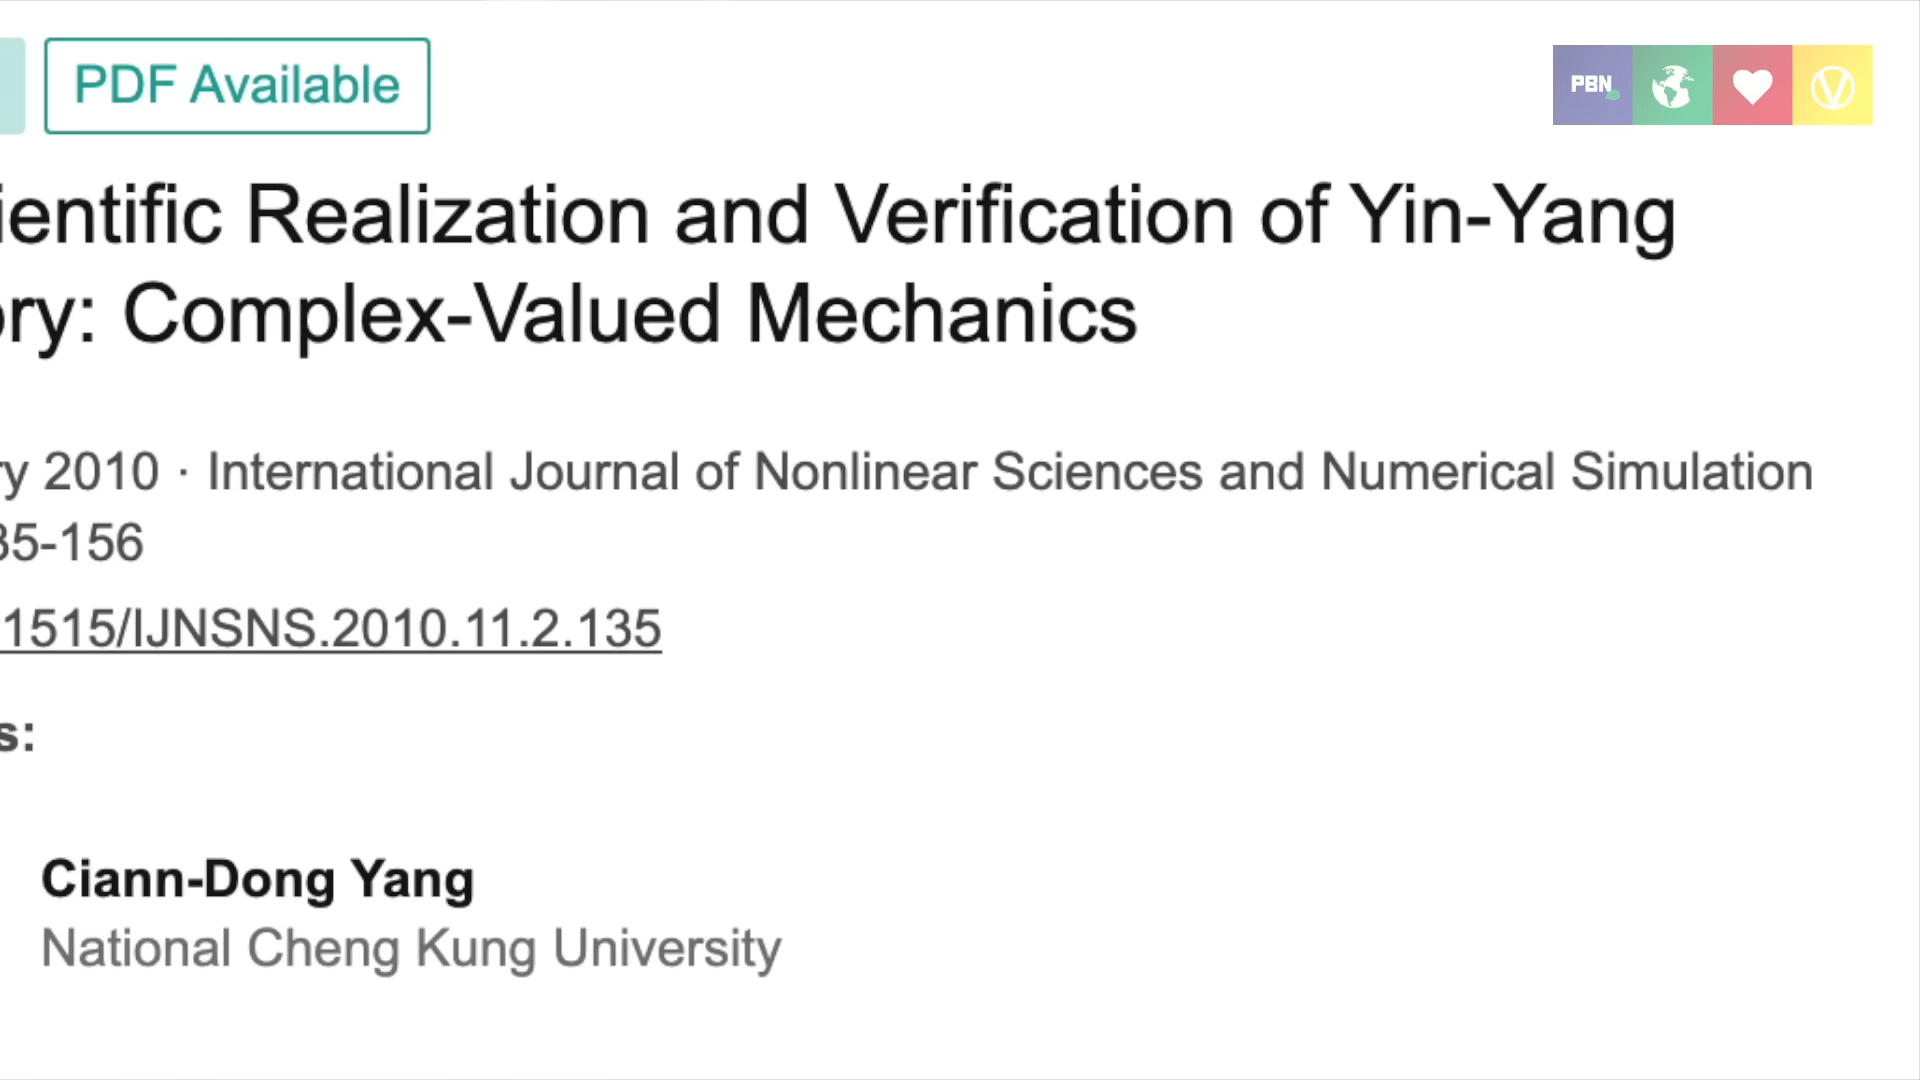 PDF Available
PBN
ientific Realization and Verification of Yin-Yang
ory: Complex-Valued Mechanics
ry 2010 · International Journal of Nonlinear Sciences and Numerical Simulation
35-156
1515/IJNSNS.2010.11.2.135
s:
Ciann-Dong Yang
National Cheng Kung University